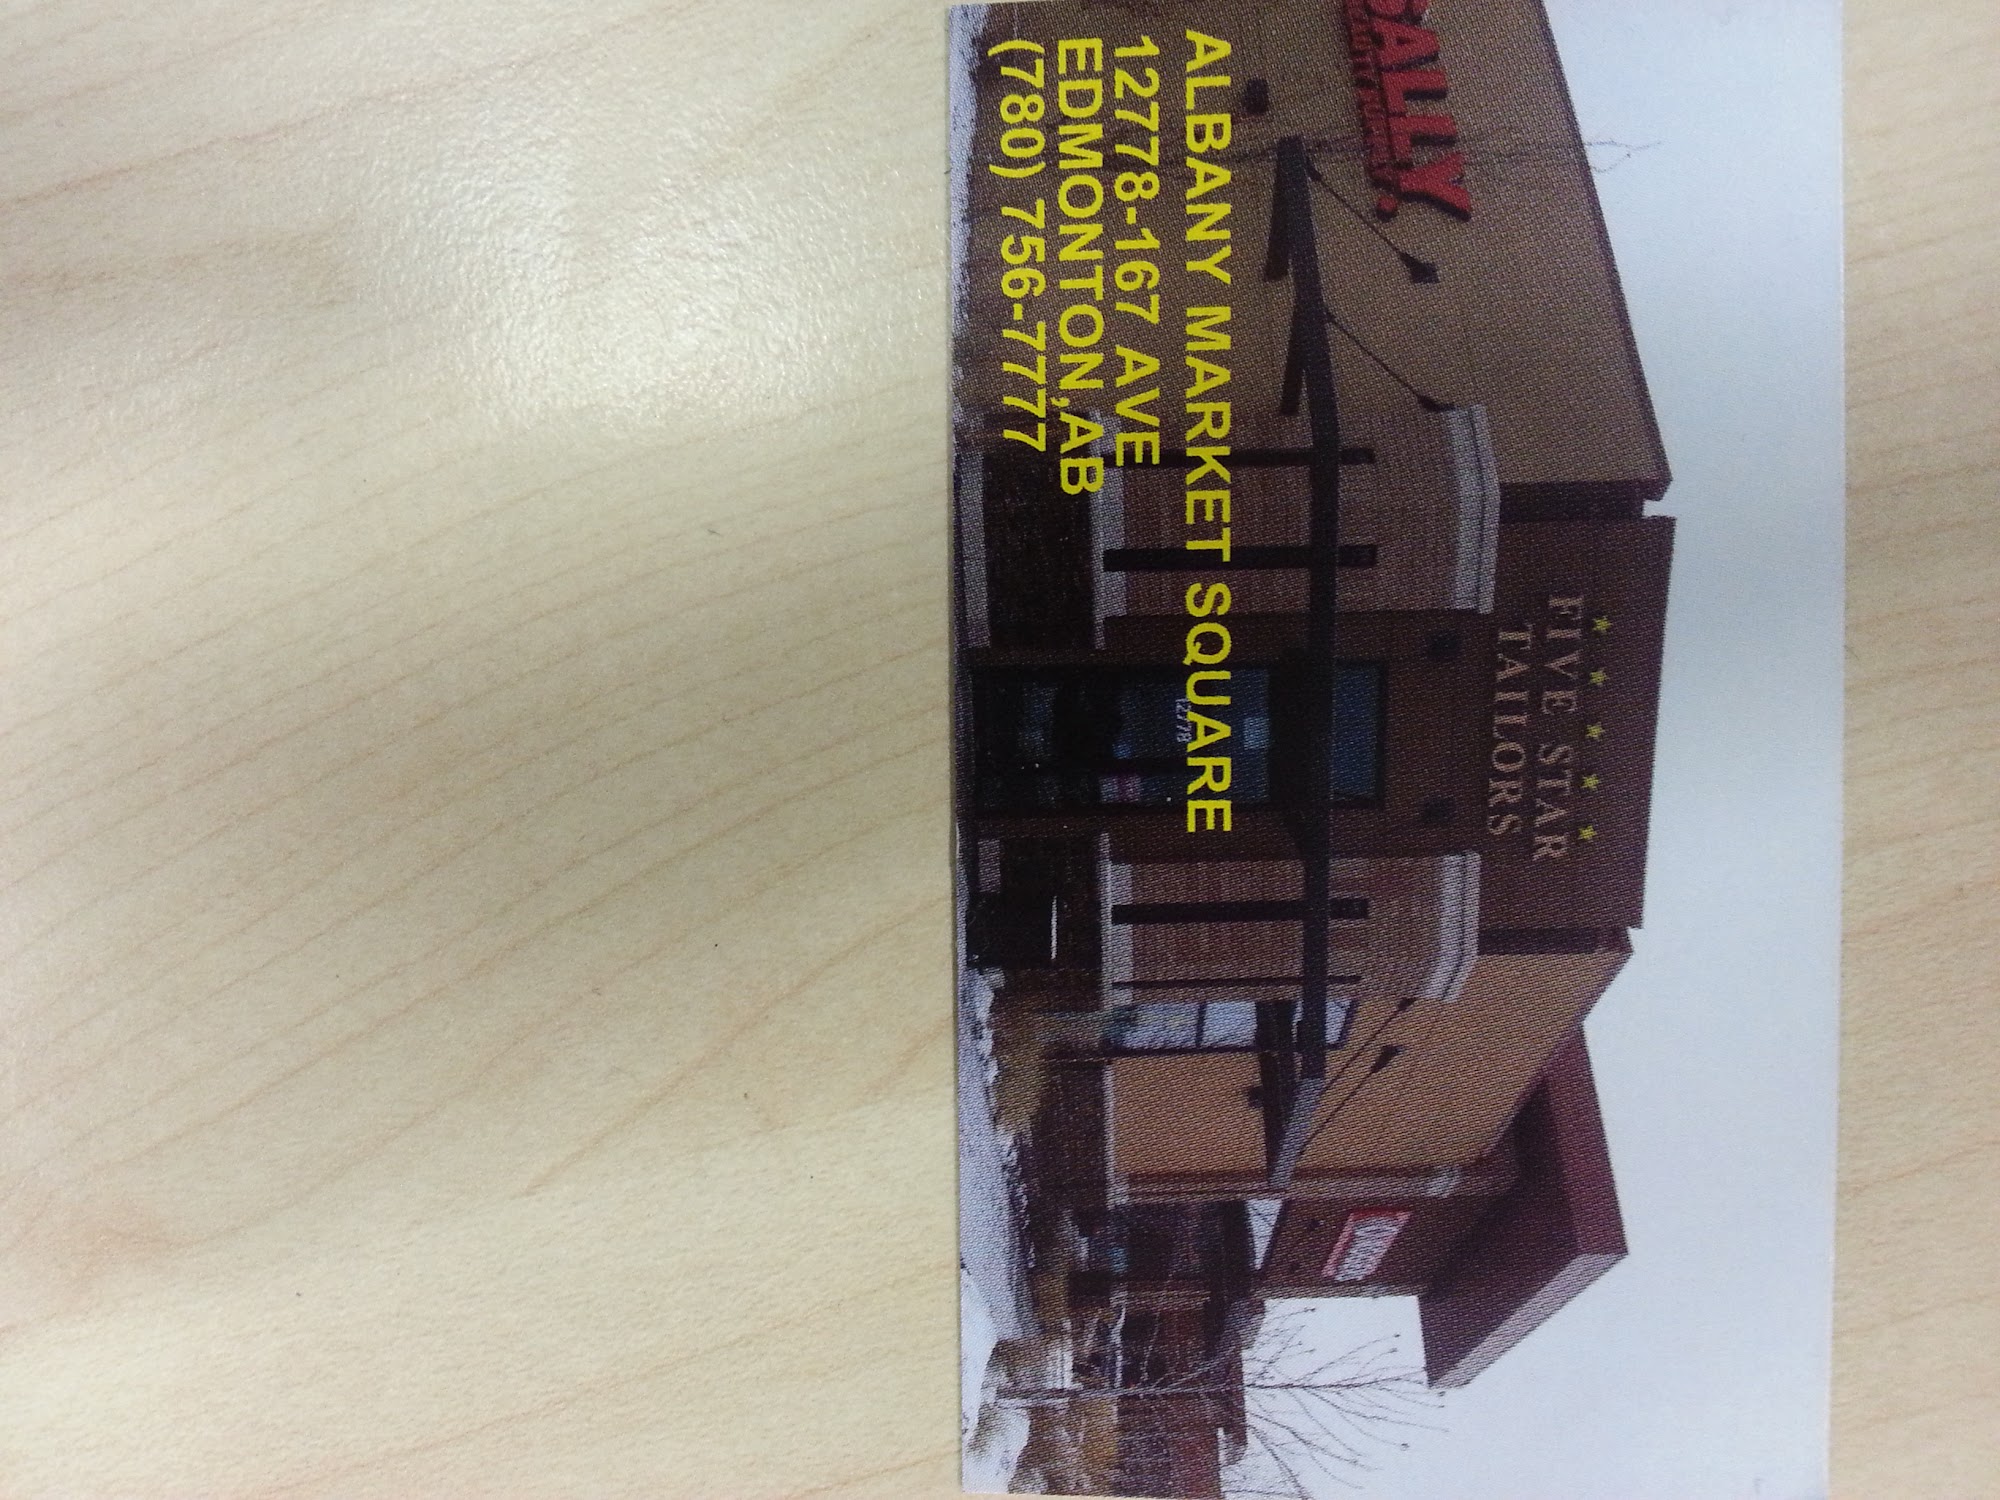 SALLY
FIVE STAR
TAILORS
12778
ALBANY MARKET SQUARE
12778-167 AVE
EDMONTON,AB
(780) 756-7777